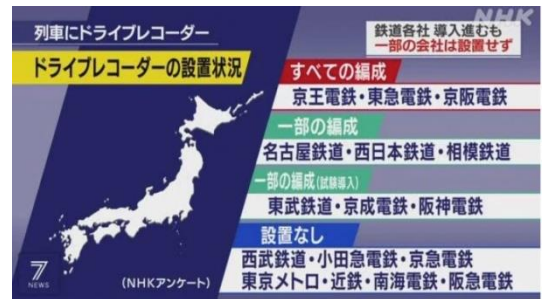 NHK
列車にドライブレコーダー
鉄道各社 導入進むも
一部の会社は設置せず
ドライブレコーダーの設置状況
すべての編成
京王電鉄・東急電鉄・京阪電鉄
一部の編成
名古屋鉄道・西日本鉄道・相模鉄道
一部の編成(試験導入)
東武鉄道・京成電鉄・阪神電鉄
設置なし
西武鉄道・小田急電鉄・京急電鉄
東京メトロ・近鉄・南海電鉄・阪急電鉄
7
NEWS
(NHKアンケート)